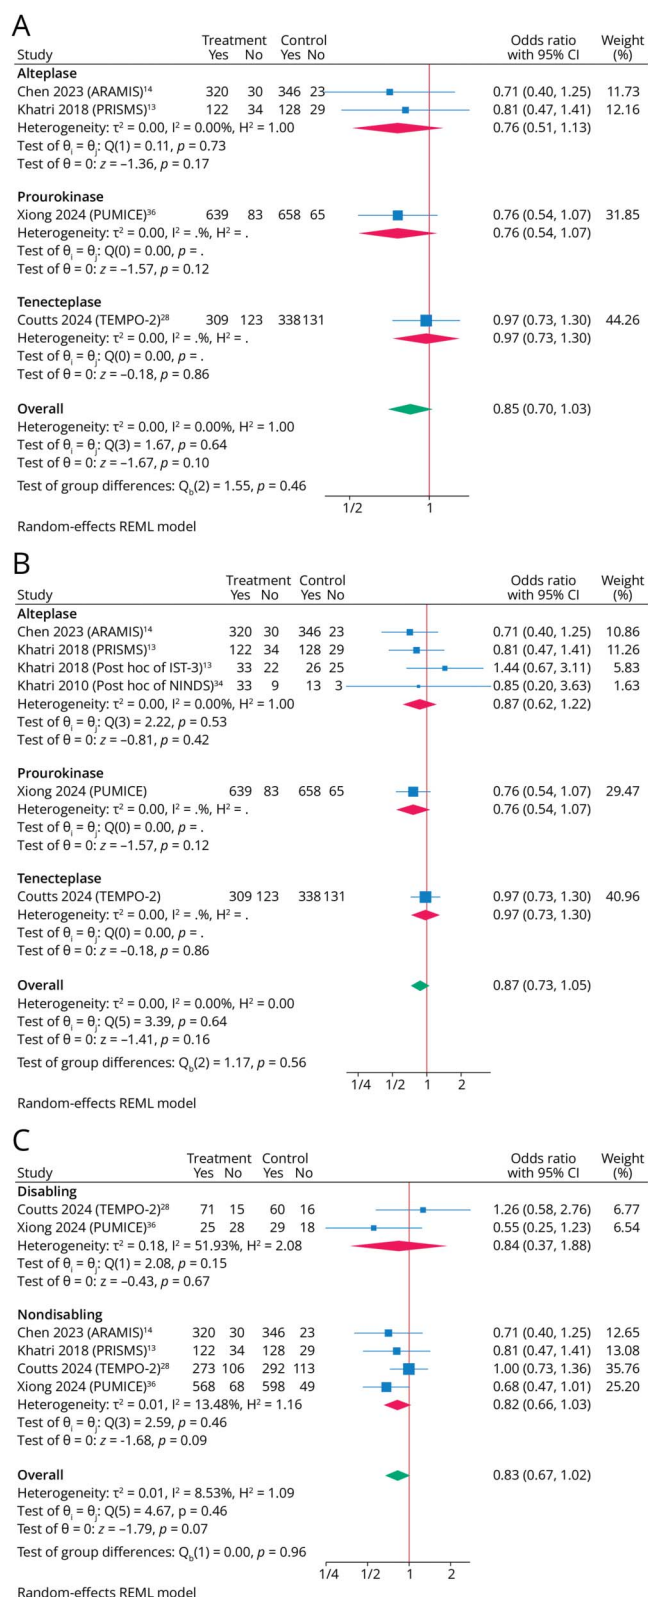 A
Treatment Control Odds ratio Weight
Study Yes No Yes No with 95% CI (%)
Alteplase
Chen 2023 (ARAMIS)¹⁴ 320 30 346 23 0.71 (0.40, 1.25) 11.73
Khatri 2018 (PRISMS)¹³ 122 34 128 29 0.81 (0.47, 1.41) 12.16
Heterogeneity: τ² = 0.00, I² = 0.00%, H² = 1.00 0.76 (0.51, 1.13)
Test of θᵢ = θⱼ: Q(1) = 0.11, p = 0.73
Test of θ = 0: z = –1.36, p = 0.17
Prourokinase
Xiong 2024 (PUMICE)³⁶ 639 83 658 65 0.76 (0.54, 1.07) 31.85
Heterogeneity: τ² = 0.00, I² = .%, H² = . 0.76 (0.54, 1.07)
Test of θᵢ = θⱼ: Q(0) = 0.00, p = .
Test of θ = 0: z = –1.57, p = 0.12
Tenecteplase
Coutts 2024 (TEMPO-2)²⁸ 309 123 338 131 0.97 (0.73, 1.30) 44.26
Heterogeneity: τ² = 0.00, I² = .%, H² = . 0.97 (0.73, 1.30)
Test of θᵢ = θⱼ: Q(0) = 0.00, p = .
Test of θ = 0: z = –0.18, p = 0.86
Overall 0.85 (0.70, 1.03)
Heterogeneity: τ² = 0.00, I² = 0.00%, H² = 1.00
Test of θᵢ = θⱼ: Q(3) = 1.67, p = 0.64
Test of θ = 0: z = –1.67, p = 0.10
Test of group differences: Q_b(2) = 1.55, p = 0.46
1/2 1
Random-effects REML model
B
Treatment Control Odds ratio Weight
Study Yes No Yes No with 95% CI (%)
Alteplase
Chen 2023 (ARAMIS)¹⁴ 320 30 346 23 0.71 (0.40, 1.25) 10.86
Khatri 2018 (PRISMS)¹³ 122 34 128 29 0.81 (0.47, 1.41) 11.26
Khatri 2018 (Post hoc of IST-3)¹³ 33 22 26 25 1.44 (0.67, 3.11) 5.83
Khatri 2010 (Post hoc of NINDS)³⁴ 33 9 13 3 0.85 (0.20, 3.63) 1.63
Heterogeneity: τ² = 0.00, I² = 0.00%, H² = 1.00 0.87 (0.62, 1.22)
Test of θᵢ = θⱼ: Q(3) = 2.22, p = 0.53
Test of θ = 0: z = –0.81, p = 0.42
Prourokinase
Xiong 2024 (PUMICE) 639 83 658 65 0.76 (0.54, 1.07) 29.47
Heterogeneity: τ² = 0.00, I² = .%, H² = . 0.76 (0.54, 1.07)
Test of θᵢ = θⱼ: Q(0) = 0.00, p = .
Test of θ = 0: z = –1.57, p = 0.12
Tenecteplase
Coutts 2024 (TEMPO-2) 309 123 338 131 0.97 (0.73, 1.30) 40.96
Heterogeneity: τ² = 0.00, I² = .%, H² = . 0.97 (0.73, 1.30)
Test of θᵢ = θⱼ: Q(0) = 0.00, p = .
Test of θ = 0: z = –0.18, p = 0.86
Overall 0.87 (0.73, 1.05)
Heterogeneity: τ² = 0.00, I² = 0.00%, H² = 0.00
Test of θᵢ = θⱼ: Q(5) = 3.39, p = 0.64
Test of θ = 0: z = –1.41, p = 0.16
Test of group differences: Q_b(2) = 1.17, p = 0.56
1/4 1/2 1 2
Random-effects REML model
C
Treatment Control Odds ratio Weight
Study Yes No Yes No with 95% CI (%)
Disabling
Coutts 2024 (TEMPO-2)²⁸ 71 15 60 16 1.26 (0.58, 2.76) 6.77
Xiong 2024 (PUMICE)³⁶ 25 28 29 18 0.55 (0.25, 1.23) 6.54
Heterogeneity: τ² = 0.18, I² = 51.93%, H² = 2.08 0.84 (0.37, 1.88)
Test of θᵢ = θⱼ: Q(1) = 2.08, p = 0.15
Test of θ = 0: z = –0.43, p = 0.67
Nondisabling
Chen 2023 (ARAMIS)¹⁴ 320 30 346 23 0.71 (0.40, 1.25) 12.65
Khatri 2018 (PRISMS)¹³ 122 34 128 29 0.81 (0.47, 1.41) 13.08
Coutts 2024 (TEMPO-2)²⁸ 273 106 292 113 1.00 (0.73, 1.36) 35.76
Xiong 2024 (PUMICE)³⁶ 568 68 598 49 0.68 (0.47, 1.01) 25.20
Heterogeneity: τ² = 0.01, I² = 13.48%, H² = 1.16 0.82 (0.66, 1.03)
Test of θᵢ = θⱼ: Q(3) = 2.59, p = 0.46
Test of θ = 0: z = -1.68, p = 0.09
Overall 0.83 (0.67, 1.02)
Heterogeneity: τ² = 0.01, I² = 8.53%, H² = 1.09
Test of θᵢ = θⱼ: Q(5) = 4.67, p = 0.46
Test of θ = 0: z = –1.79, p = 0.07
Test of group differences: Q_b(1) = 0.00, p = 0.96
1/4 1/2 1 2
Random-effects REML model